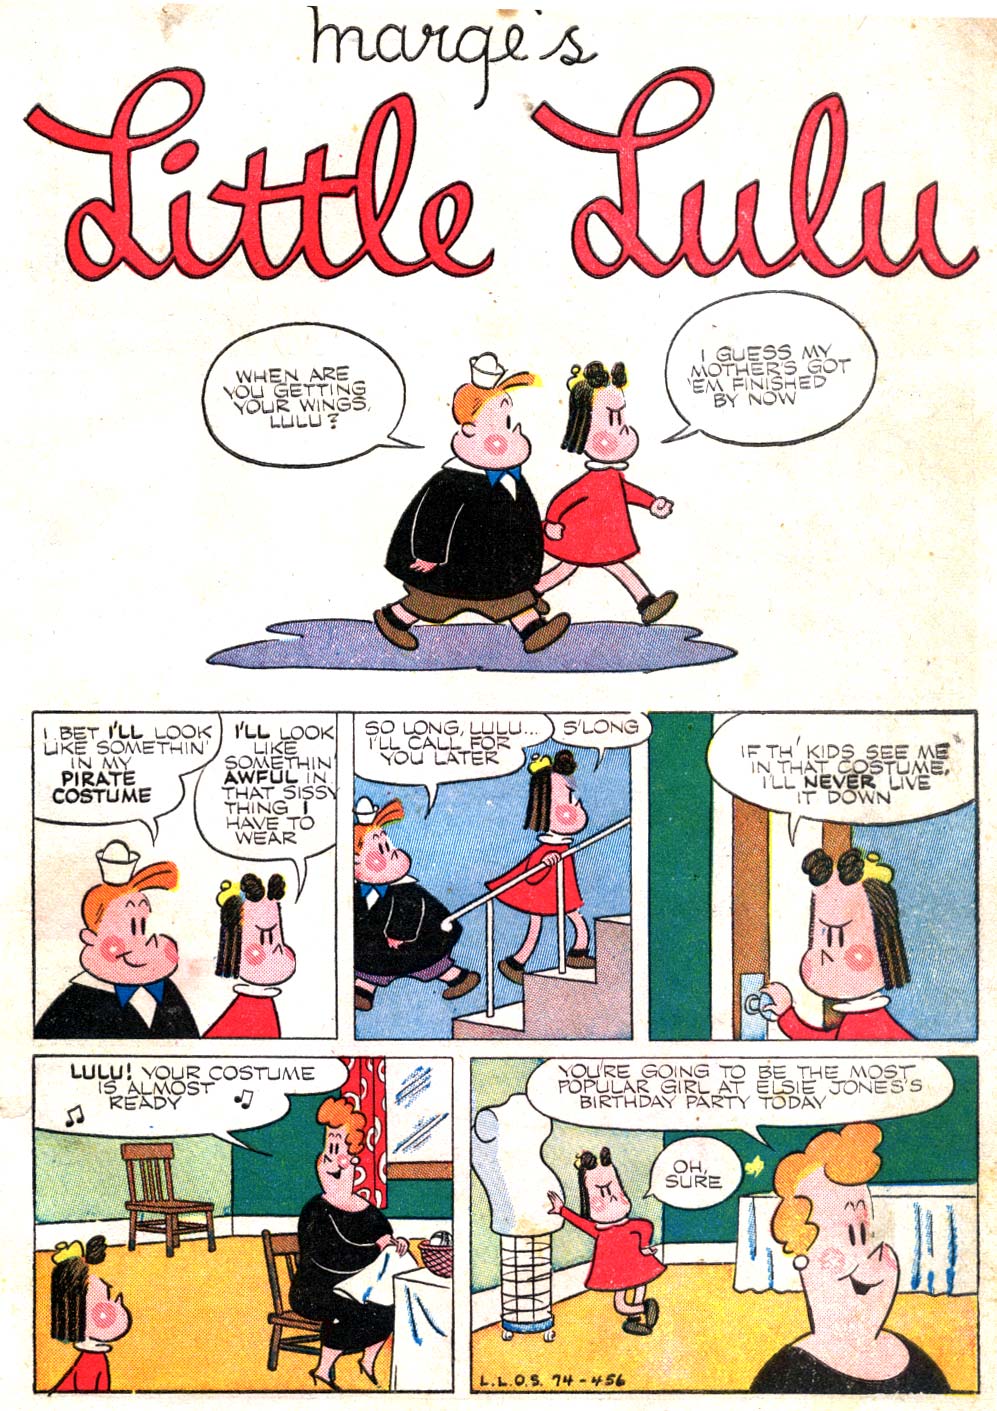 marge's
Little Lulu
WHEN ARE
YOU GETTING
YOUR WINGS,
LULU?
I GUESS MY
MOTHER'S GOT
'EM FINISHED
BY NOW
I BET I'LL LOOK
LIKE SOMETHIN'
IN MY
PIRATE
COSTUME
I'LL LOOK
LIKE
SOMETHIN'
AWFUL IN
THAT SISSY
THING I
HAVE TO
WEAR
SO LONG, LULU...
I'LL CALL FOR
YOU LATER
S'LONG
IF TH' KIDS SEE ME
IN THAT COSTUME,
I'LL NEVER LIVE
IT DOWN
LULU! YOUR COSTUME
IS ALMOST
READY
YOU'RE GOING TO BE THE MOST
POPULAR GIRL AT ELSIE JONES'S
BIRTHDAY PARTY TODAY
OH,
SURE
L.L.O.S. 74-456